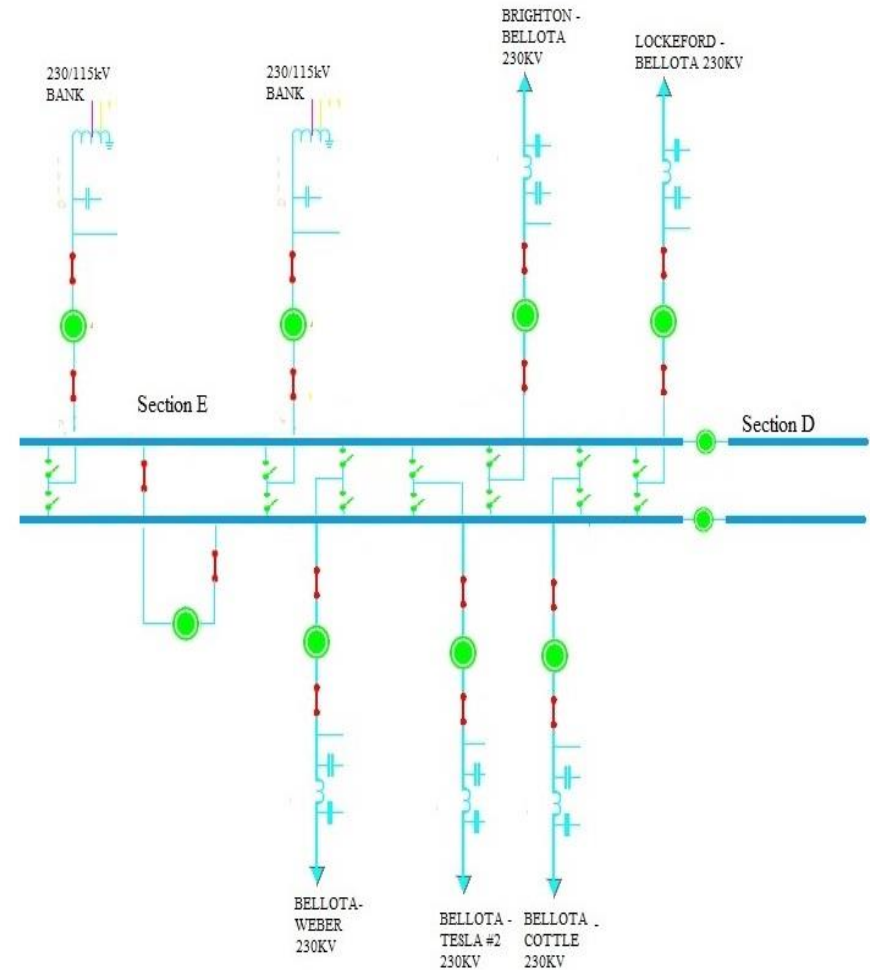 BRIGHTON -
BELLOTA
230KV
LOCKEFORD -
BELLOTA 230KV
230/115kV
BANK
230/115kV
BANK
Section E
Section D
BELLOTA-
WEBER
230KV
BELLOTA -
TESLA #2
230KV
BELLOTA -
COTTLE
230KV